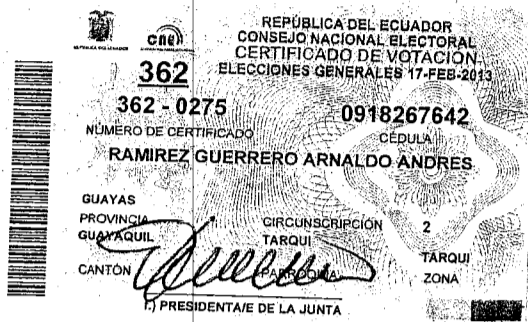 REPÚBLICA DEL ECUADOR
CONSEJO NACIONAL ELECTORAL
CERTIFICADO DE VOTACIÓN
ELECCIONES GENERALES 17-FEB-2013
cne
362
362 - 0275
NÚMERO DE CERTIFICADO
0918267642
CÉDULA
RAMIREZ GUERRERO ARNALDO ANDRES
GUAYAS
PROVINCIA
GUAYAQUIL
CANTÓN
CIRCUNSCRIPCIÓN
TARQUI
PARROQUIA
2
TARQUI
ZONA
PRESIDENTA/E DE LA JUNTA